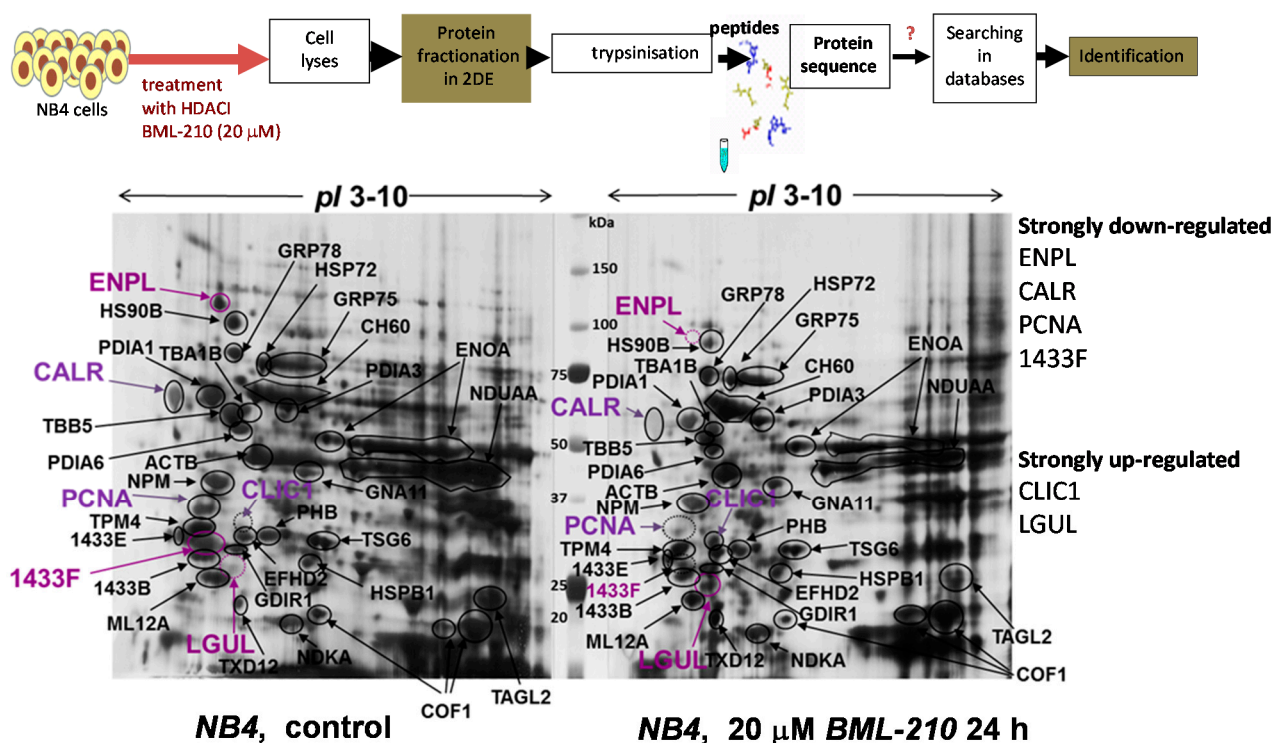 NB4 cells
treatment
with HDACI
BML-210 (20 μM)
Cell
lyses
Protein
fractionation
in 2DE
trypsinisation
peptides
Protein
sequence
?
Searching
in
databases
Identification
pI 3-10
GRP78
HSP72
ENPL
GRP75
HS90B
CH60
PDIA1
TBA1B
ENOA
CALR
PDIA3
NDUAA
TBB5
PDIA6
ACTB
NPM
GNA11
PCNA
CLIC1
TPM4
PHB
1433E
TSG6
1433F
EFHD2
1433B
HSPB1
GDIR1
ML12A
LGUL
TXD12
NDKA
TAGL2
COF1
NB4, control
kDa
150
100
75
50
37
25
20
pI 3-10
HSP72
GRP78
ENPL
GRP75
HS90B
ENOA
TBA1B
CH60
PDIA1
PDIA3
NDUAA
CALR
TBB5
PDIA6
ACTB
CLIC1
GNA11
NPM
PCNA
PHB
TPM4
TSG6
1433E
HSPB1
1433F
EFHD2
1433B
GDIR1
ML12A
TAGL2
LGUL
TXD12
NDKA
COF1
NB4, 20 μM BML-210 24 h
Strongly down-regulated
ENPL
CALR
PCNA
1433F
Strongly up-regulated
CLIC1
LGUL